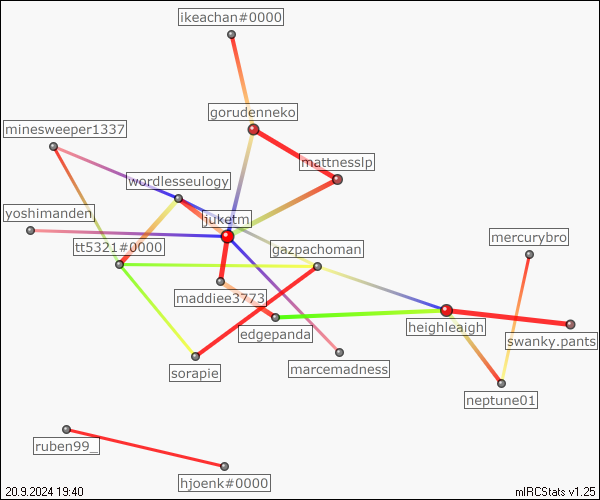 ikeachan#0000
gorudenneko
minesweeper1337
mattnesslp
wordlesseulogy
yoshimanden
juketm
mercurybro
tt5321#0000
gazpachoman
maddiee3773
heighleaigh
edgepanda
swanky.pants
marcemadness
sorapie
neptune01
ruben99_
hjoenk#0000
20.9.2024 19:40
mIRCStats v1.25